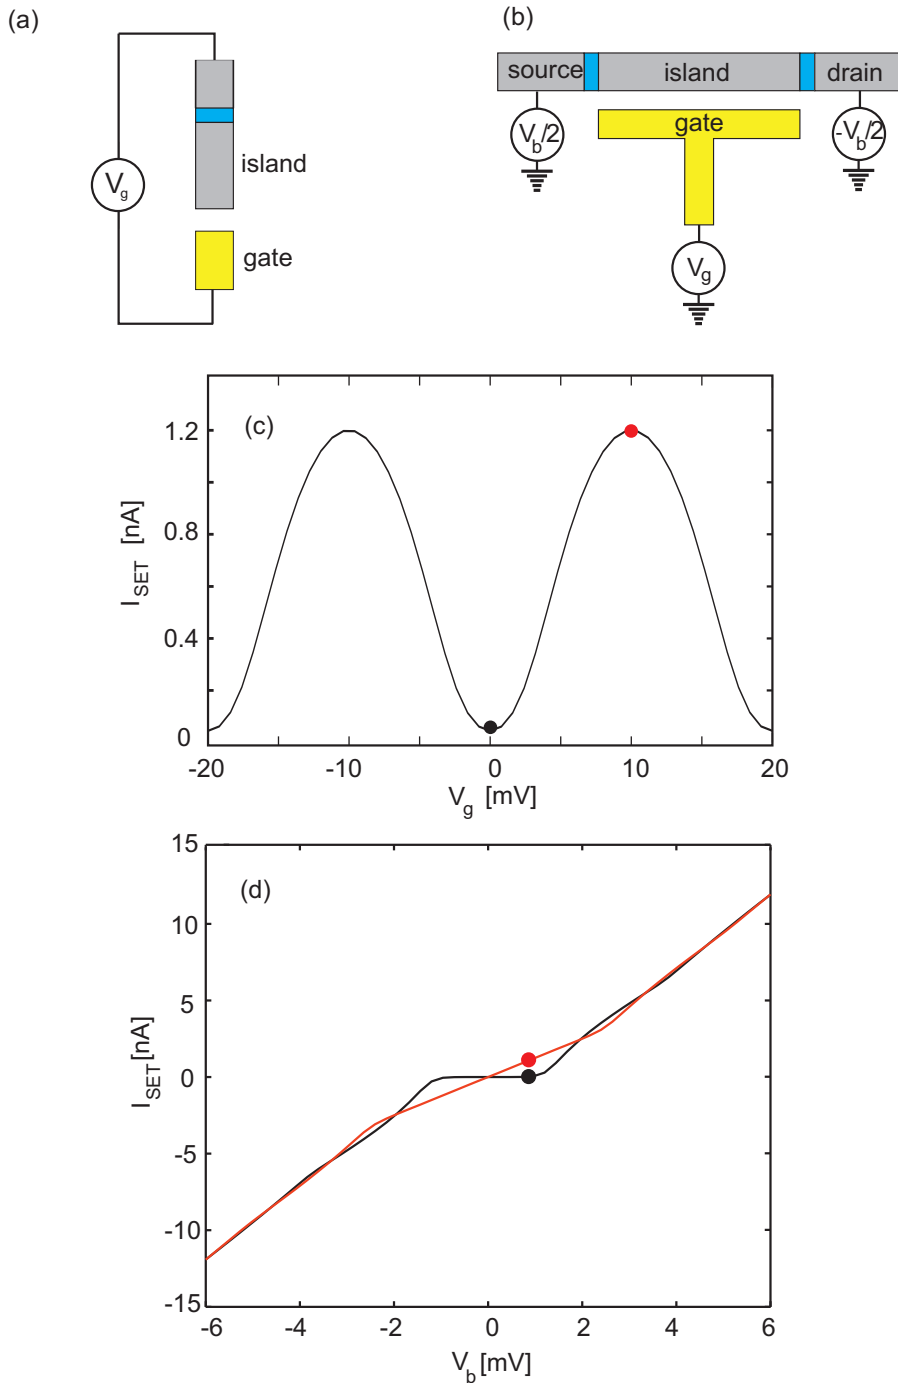 (a)
V_g
island
gate
(b)
source island drain
gate
V_b/2
-V_b/2
V_g
(c)
1.2
0.8
0.4
0
-20 -10 0 10 20
I_SET [nA]
V_g [mV]
(d)
15
10
5
0
-5
-10
-15
-6 -4 -2 0 2 4 6
I_SET [nA]
V_b [mV]